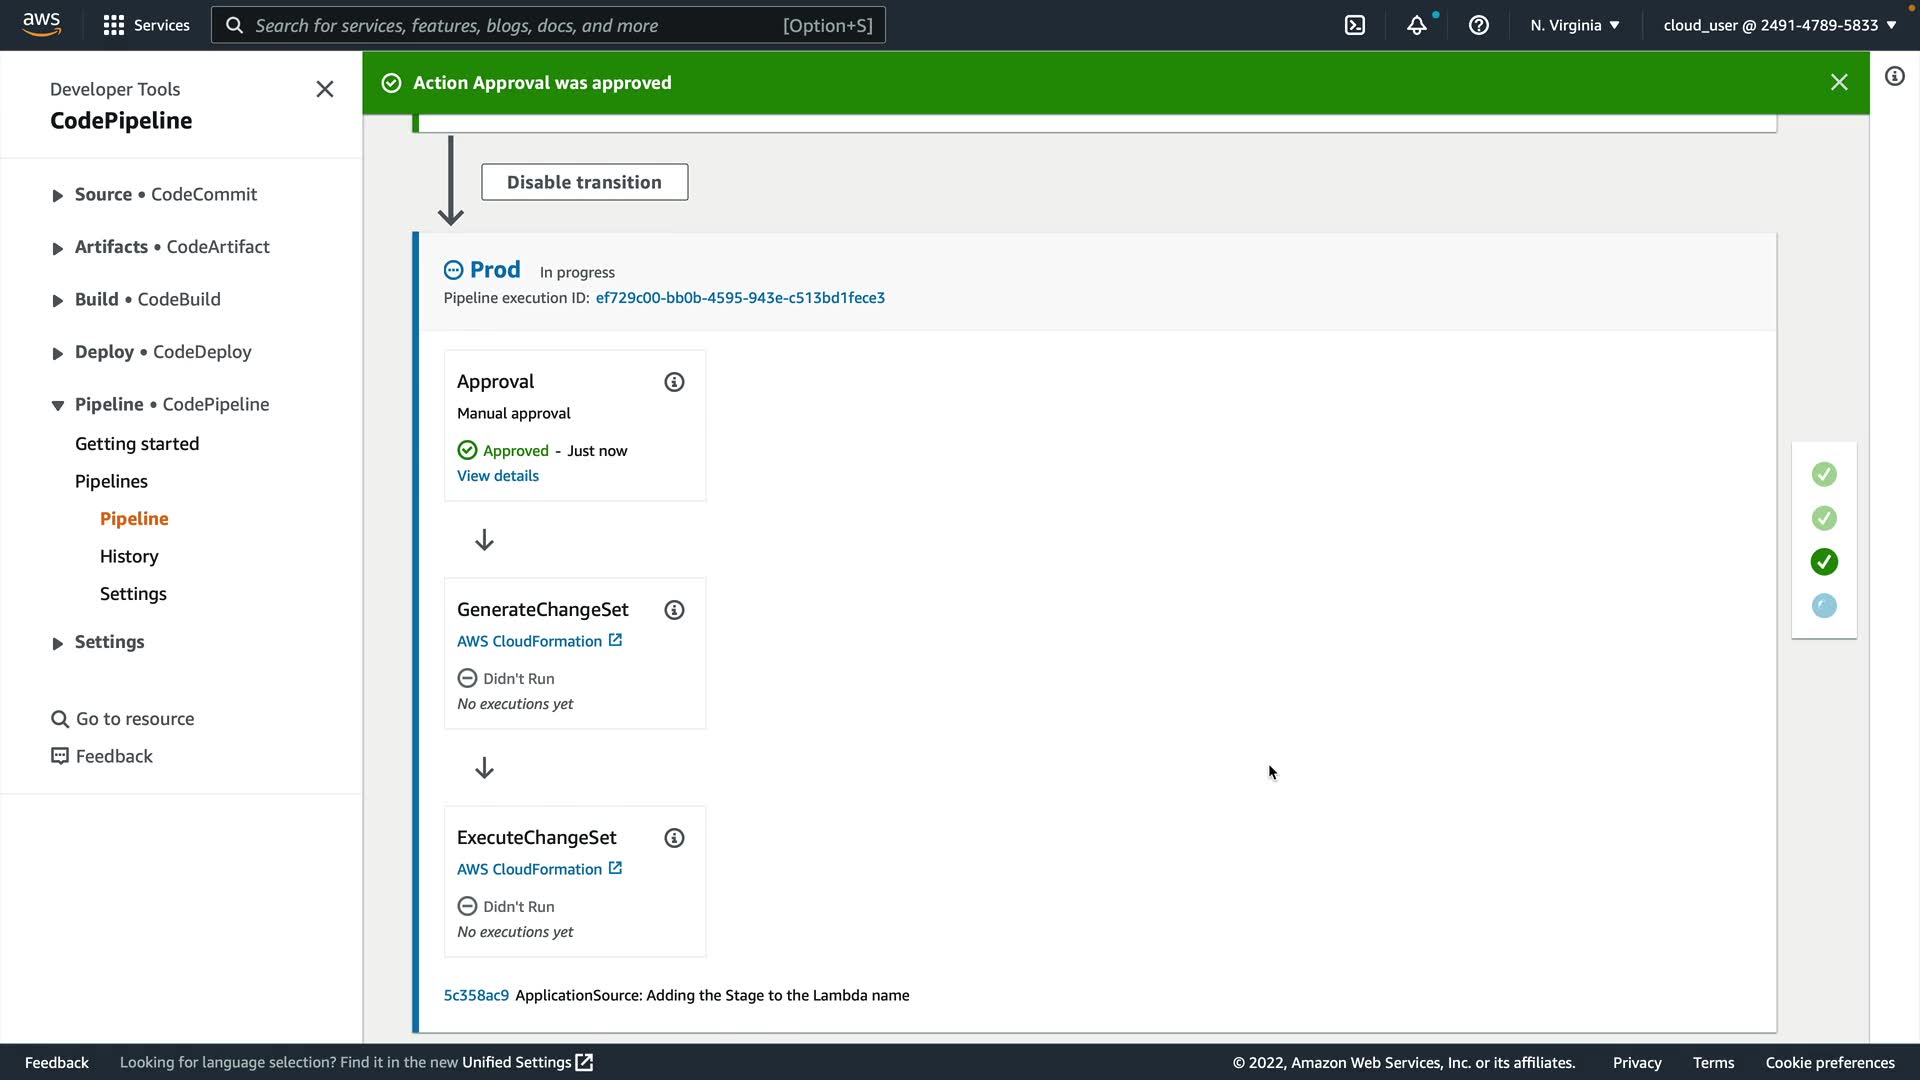 aws
Services
Search for services, features, blogs, docs, and more
[Option+S]
N. Virginia
cloud_user @ 2491-4789-5833
Developer Tools
CodePipeline
Source • CodeCommit
Artifacts • CodeArtifact
Build • CodeBuild
Deploy • CodeDeploy
Pipeline • CodePipeline
Getting started
Pipelines
Pipeline
History
Settings
Settings
Go to resource
Feedback
Action Approval was approved
Disable transition
Prod In progress
Pipeline execution ID: ef729c00-bb0b-4595-943e-c513bd1fece3
Approval
Manual approval
Approved - Just now
View details
GenerateChangeSet
AWS CloudFormation
Didn't Run
No executions yet
ExecuteChangeSet
AWS CloudFormation
Didn't Run
No executions yet
5c358ac9 ApplicationSource: Adding the Stage to the Lambda name
Feedback
Looking for language selection? Find it in the new Unified Settings
© 2022, Amazon Web Services, Inc. or its affiliates.
Privacy
Terms
Cookie preferences